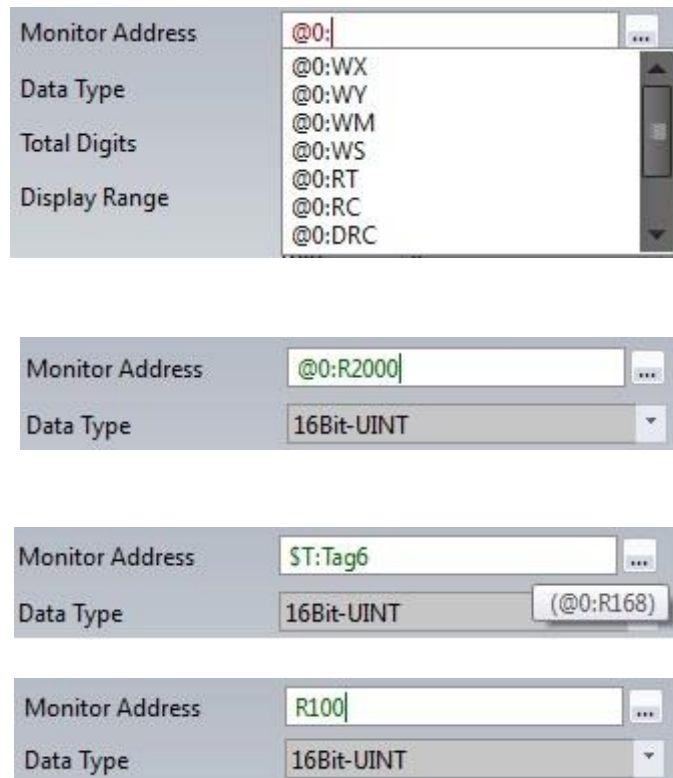 Monitor Address @0: ...
@0:WX
Data Type @0:WY
@0:WM
Total Digits @0:WS
@0:RT
Display Range @0:RC
@0:DRC
Monitor Address @0:R2000 ...
Data Type 16Bit-UINT
Monitor Address $T:Tag6 ...
Data Type 16Bit-UINT (@0:R168)
Monitor Address R100 ...
Data Type 16Bit-UINT